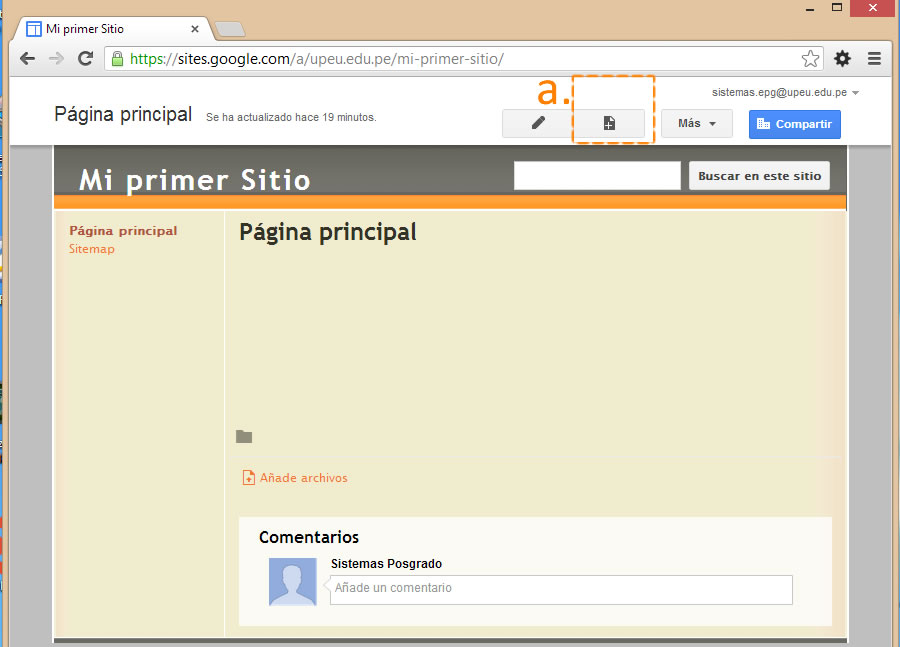 Mi primer Sitio
https://sites.google.com/a/upeu.edu.pe/mi-primer-sitio/
sistemas.epg@upeu.edu.pe
a.
Página principal Se ha actualizado hace 19 minutos.
Más
Compartir
Mi primer Sitio
Buscar en este sitio
Página principal
Sitemap
Página principal
Añade archivos
Comentarios
Sistemas Posgrado
Añade un comentario